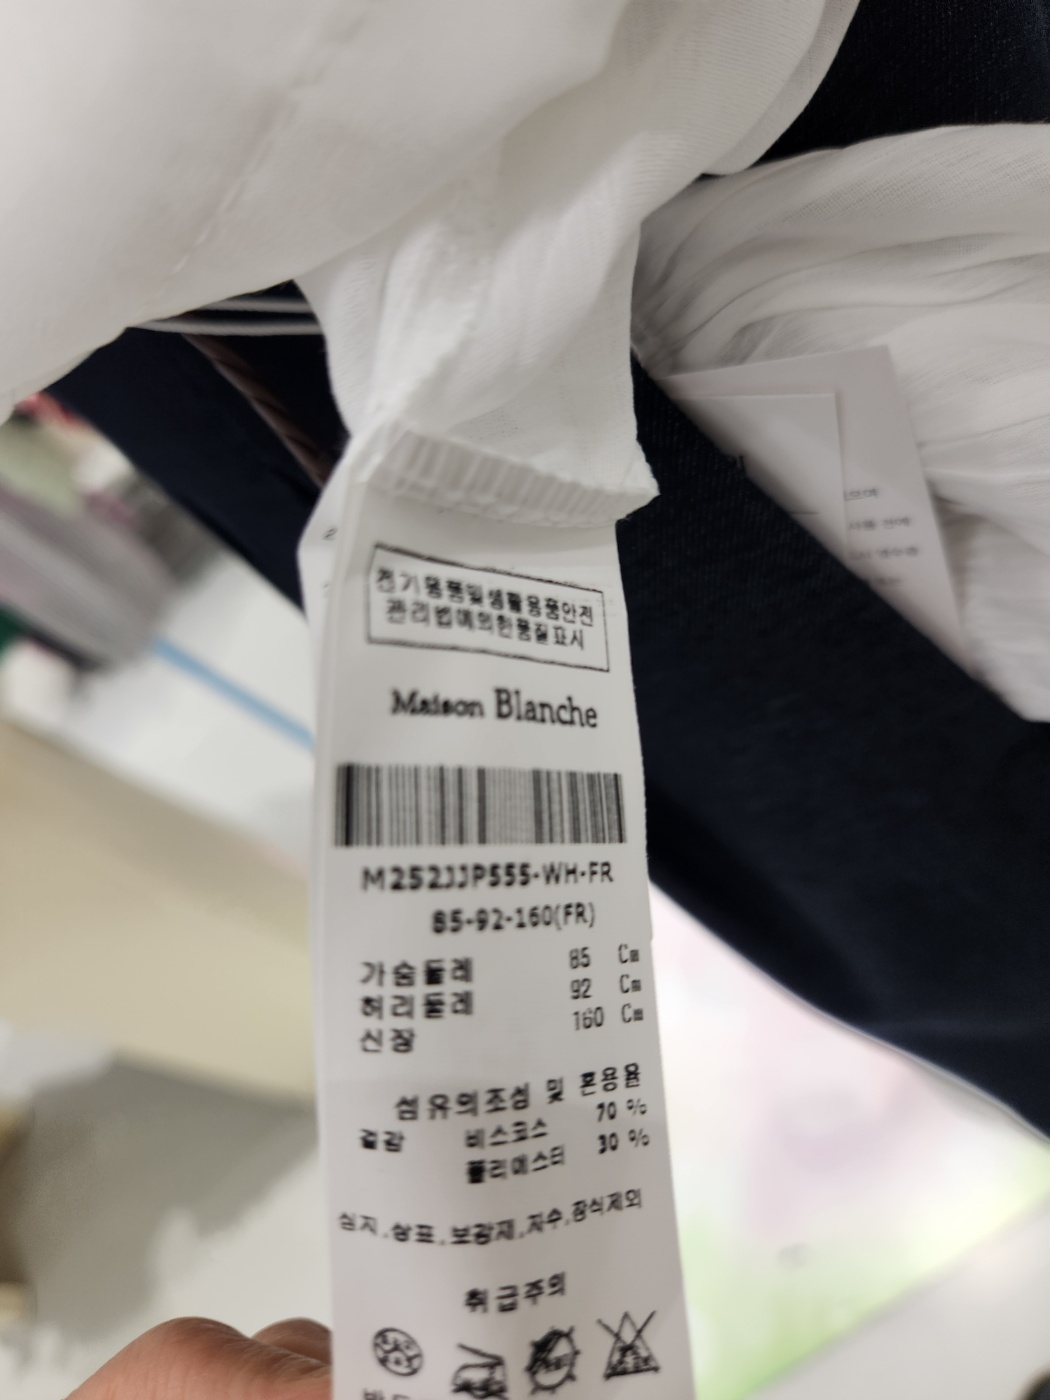 전기용품및생활용품안전
관리법에의한품질표시
Maison Blanche
M252JJP555-WH-FR
85-92-160(FR)
가슴둘레 85 Cm
허리둘레 92 Cm
신장 160 Cm
섬유의조성 및 혼용율
겉감 비스코스 70 %
폴리에스터 30 %
심지,상표,보강재,자수,장식제외
취급주의